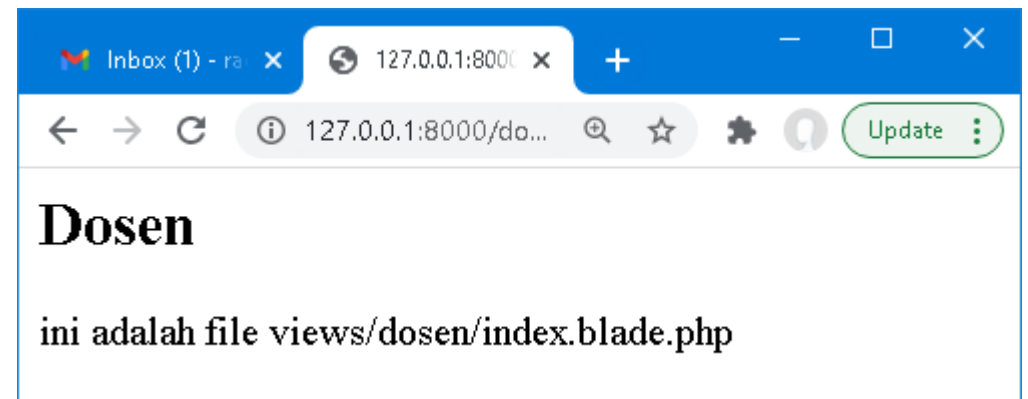 Inbox (1) - ra
127.0.0.1:8000
127.0.0.1:8000/do...
Update
Dosen
ini adalah file views/dosen/index.blade.php